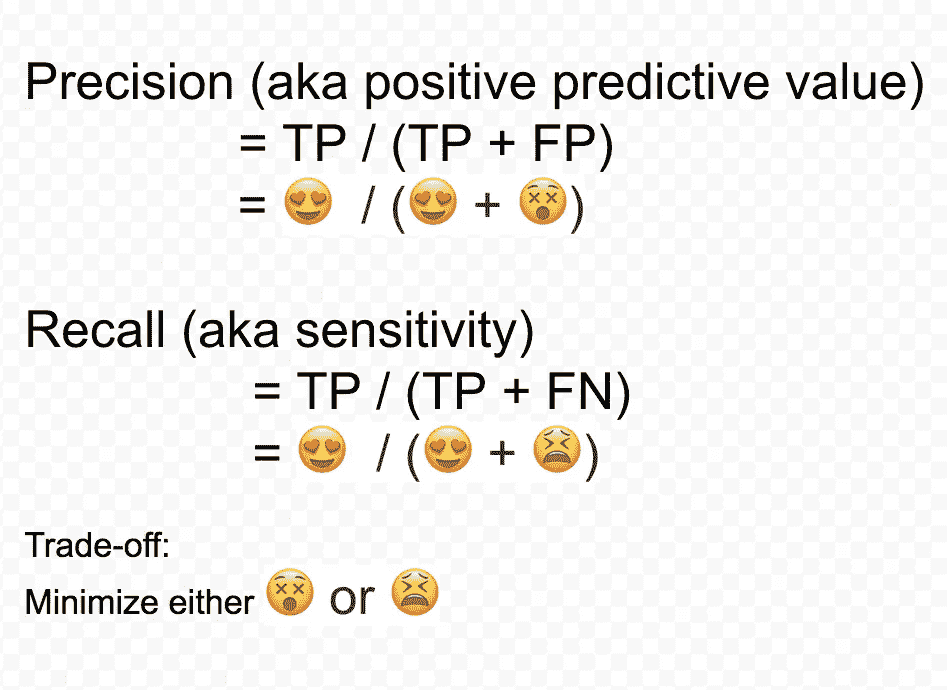 Precision (aka positive predictive value)
= TP / (TP + FP)
= 😍 / (😍 + 😵)
Recall (aka sensitivity)
= TP / (TP + FN)
= 😍 / (😍 + 😫)
Trade-off:
Minimize either 😵 or 😫